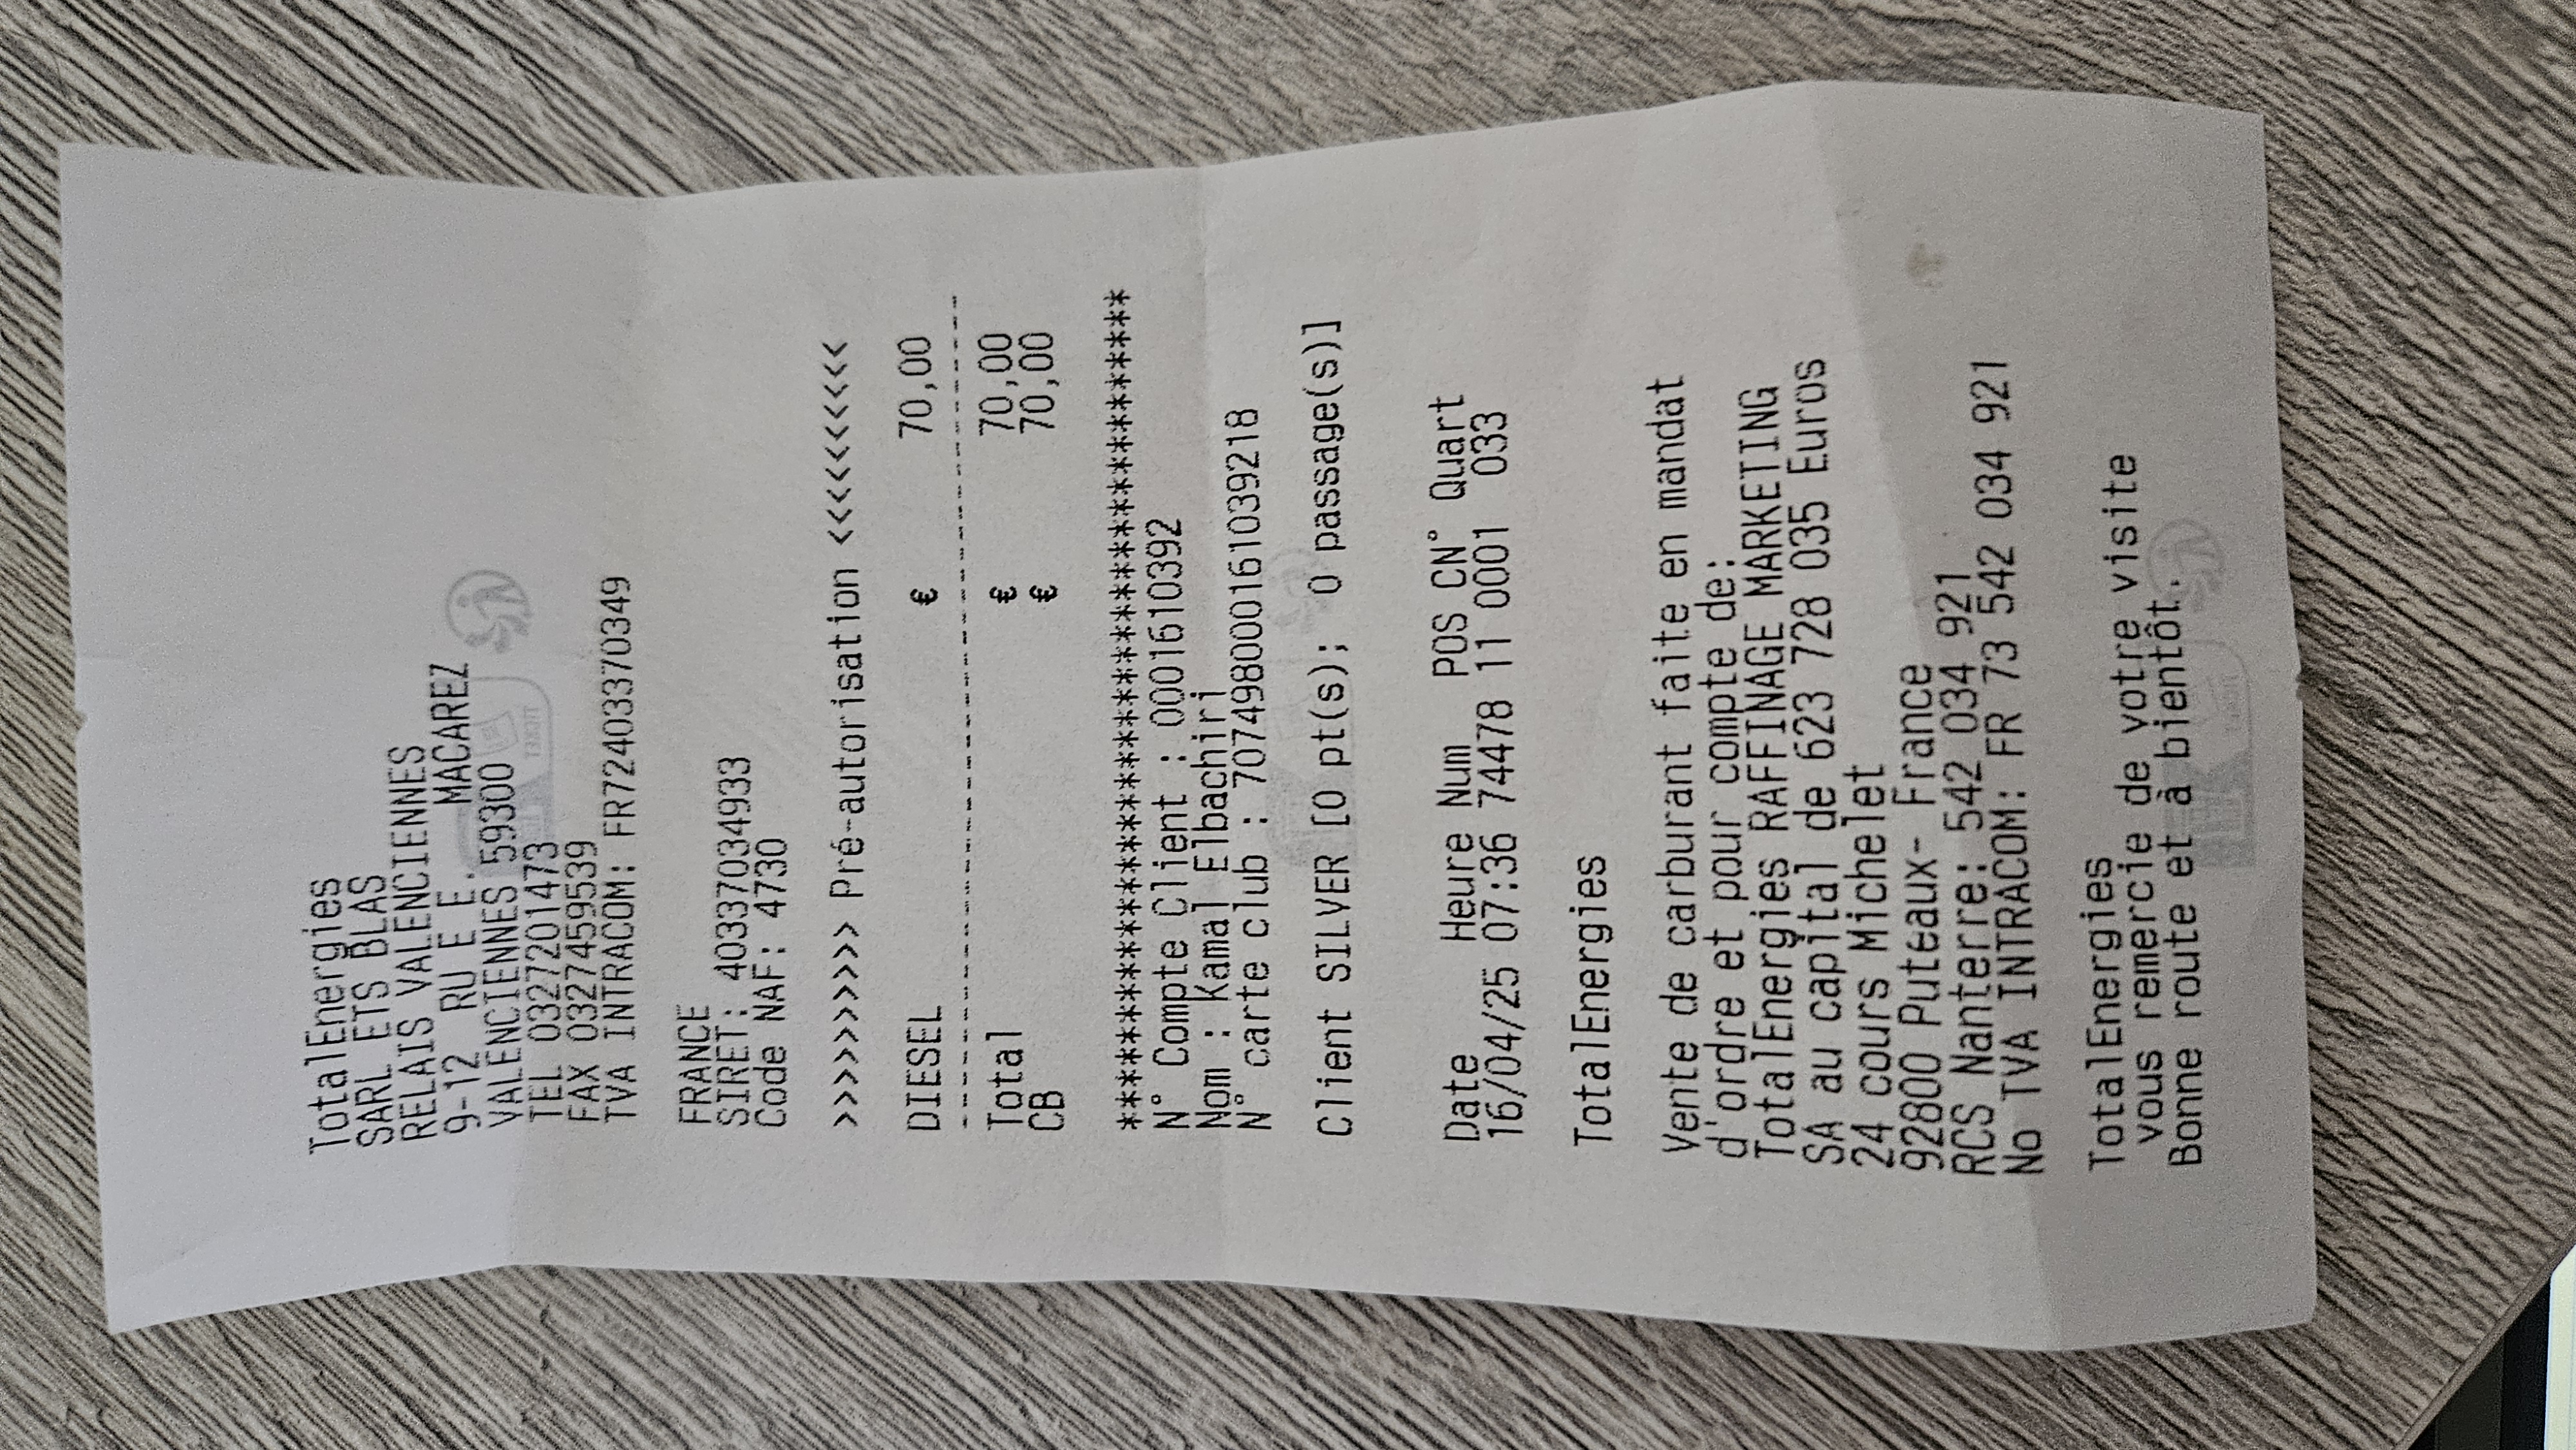 TotalEnergies
SARL ETS BLAS
RELAIS VALENCIENNES
9-12 RU E E. MACAREZ
VALENCIENNES 59300
TEL 0327201473
FAX 0327459539
TVA INTRACOM: FR72403370349
FRANCE
SIRET: 40337034933
Code NAF: 4730
>>>>>>>>>> Pré-autorisation <<<<<<<<<<
DIESEL € 70,00
---------------------------------------
Total € 70,00
CB € 70,00
****************************************
N° Compte Client : 0001610392
Nom : Kamal Elbachiri
N° carte club : 707498000161039218
Client SILVER [0 pt(s); 0 passage(s)]
Date Heure Num POS CN° Quart
16/04/25 07:36 74478 11 0001 033
TotalEnergies
Vente de carburant faite en mandat
d'ordre et pour compte de:
TotalEnergies RAFFINAGE MARKETING
SA au capital de 623 728 035 Euros
24 cours Michelet
92800 Puteaux- France
RCS Nanterre: 542 034 921
No TVA INTRACOM: FR 73 542 034 921
TotalEnergies
vous remercie de votre visite
Bonne route et à bientôt.